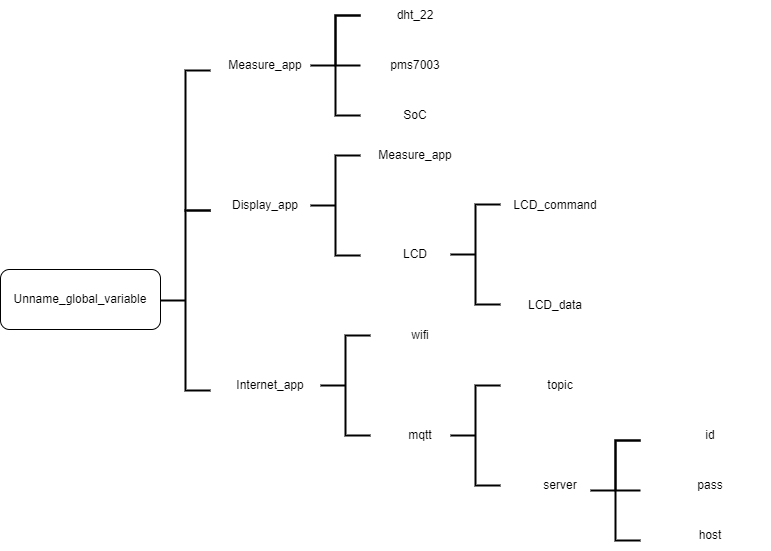 dht_22
Measure_app
pms7003
SoC
Measure_app
Display_app
LCD_command
LCD
Unname_global_variable
LCD_data
wifi
Internet_app
topic
mqtt
id
server
pass
host